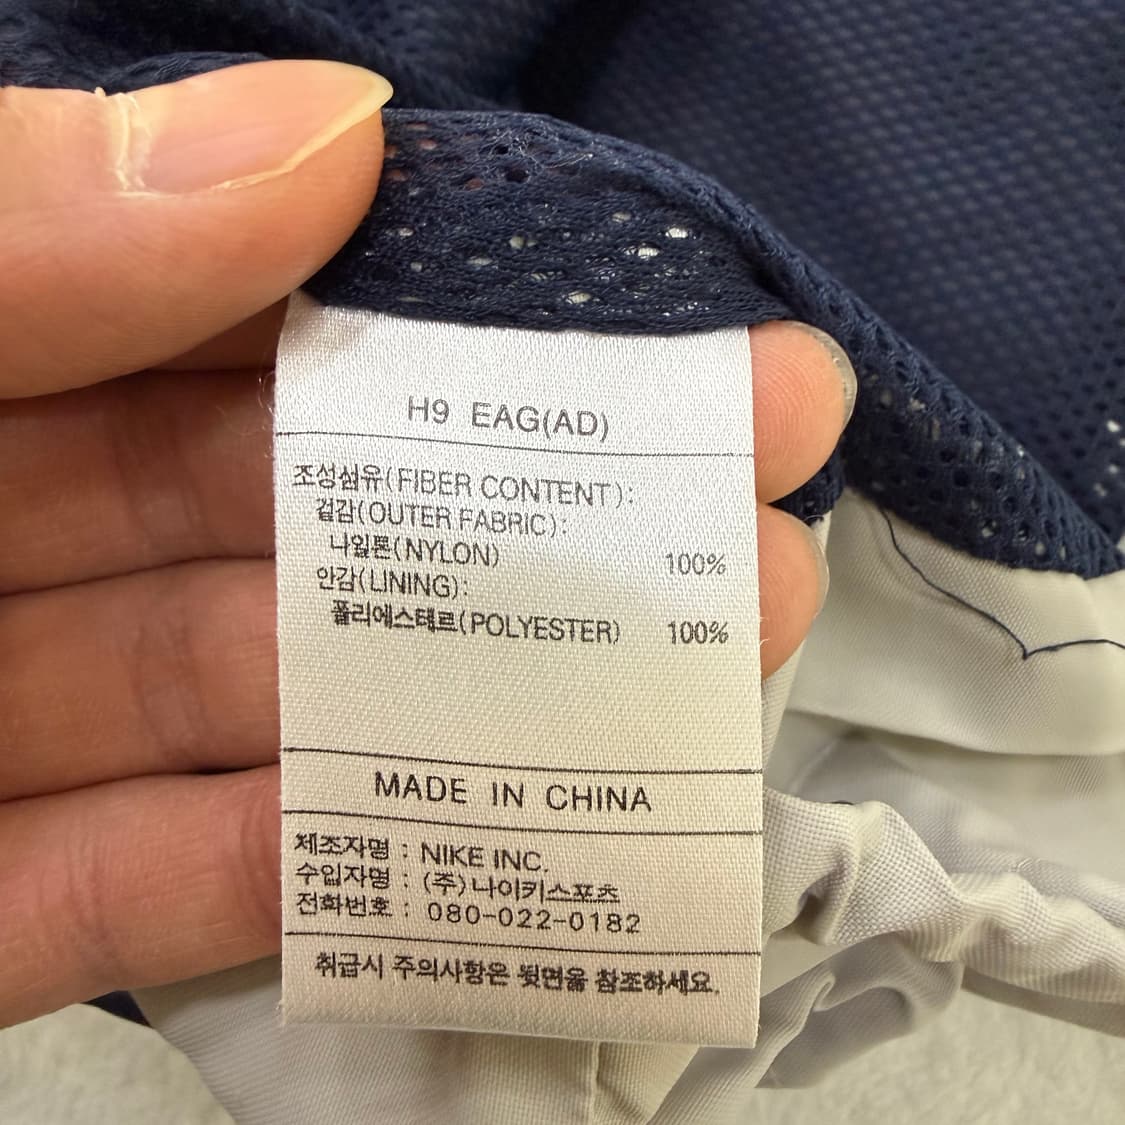 H9 EAG(AD)
조성섬유(FIBER CONTENT):
겉감(OUTER FABRIC):
나일론(NYLON) 100%
안감(LINING):
폴리에스테르(POLYESTER) 100%
MADE IN CHINA
제조자명 : NIKE INC.
수입자명 : (주)나이키스포츠
전화번호 : 080-022-0182
취급시 주의사항은 뒷면을 참조하세요.